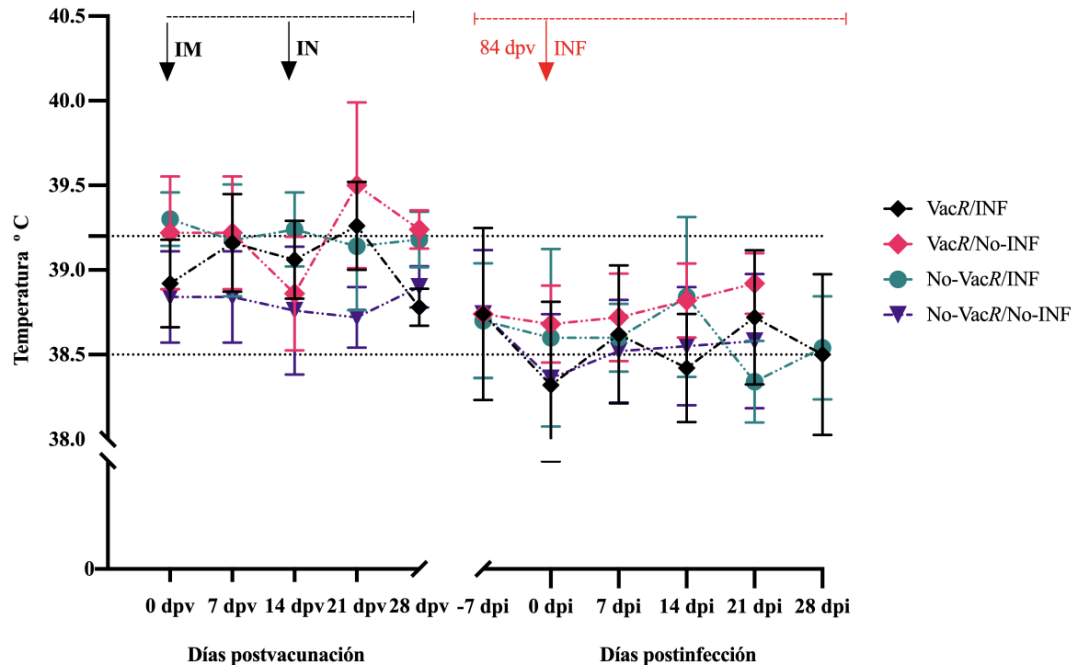 40.5
40.0
39.5
39.0
38.5
38.0
0
Temperatura º C
IM
IN
84 dpv
INF
VacR/INF
VacR/No-INF
No-VacR/INF
No-VacR/No-INF
0 dpv
7 dpv
14 dpv
21 dpv
28 dpv
-7 dpi
0 dpi
7 dpi
14 dpi
21 dpi
28 dpi
Días postvacunación
Días postinfección